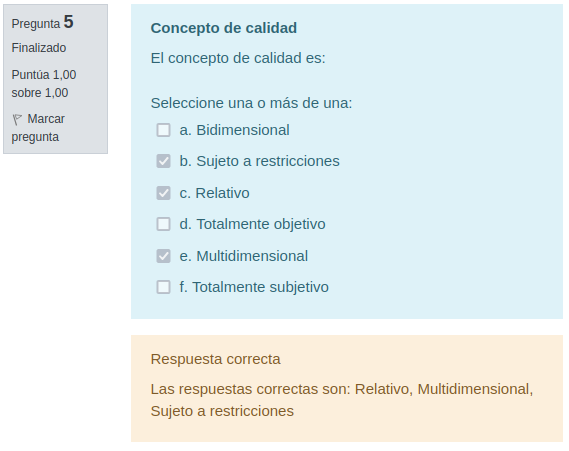 Pregunta 5
Finalizado
Puntúa 1,00
sobre 1,00
Marcar
pregunta
Concepto de calidad
El concepto de calidad es:
Seleccione una o más de una:
a. Bidimensional
b. Sujeto a restricciones
c. Relativo
d. Totalmente objetivo
e. Multidimensional
f. Totalmente subjetivo
Respuesta correcta
Las respuestas correctas son: Relativo, Multidimensional,
Sujeto a restricciones